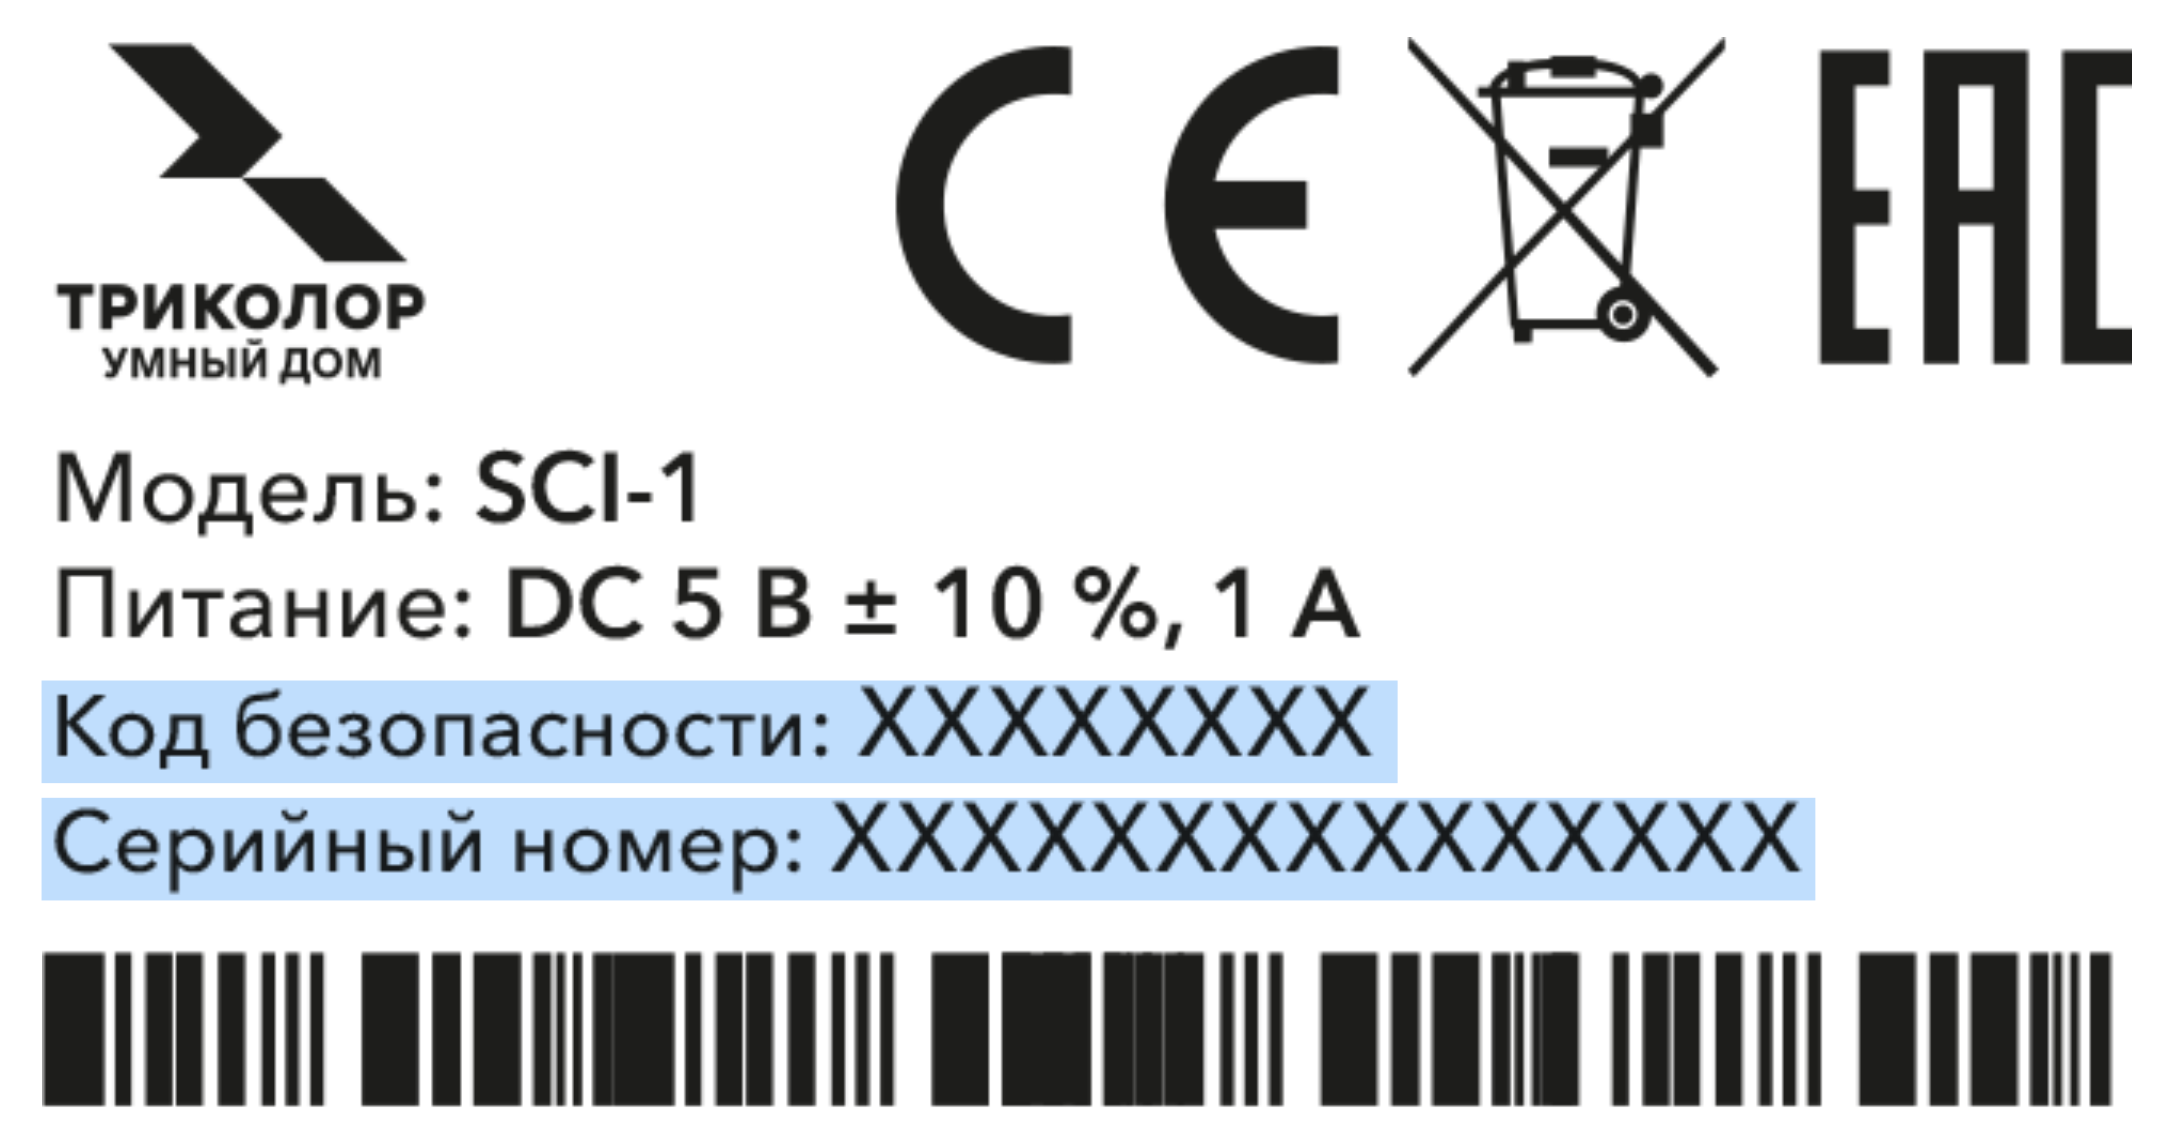 ТРИКОЛОР
УМНЫЙ ДОМ
CE EAC
Модель: SCI-1
Питание: DC 5 В ± 10 %, 1 А
Код безопасности: XXXXXXXX
Серийный номер: XXXXXXXXXXXXXXX